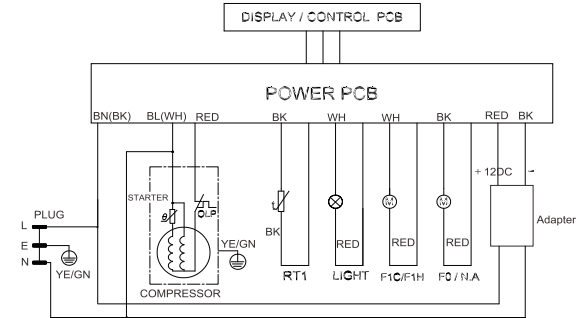 DISPLAY / CONTROL PCB
POWER PCB
BN(BK) BL(WH) RED BK WH WH BK RED BK
+ 12DC -
STARTER
θ
OLP
t
M M
Adapter
PLUG
L
E
N
YE/GN
YE/GN
BK
RED RED RED
COMPRESSOR
RT1 LIGHT F1C/F1H F0 / N.A